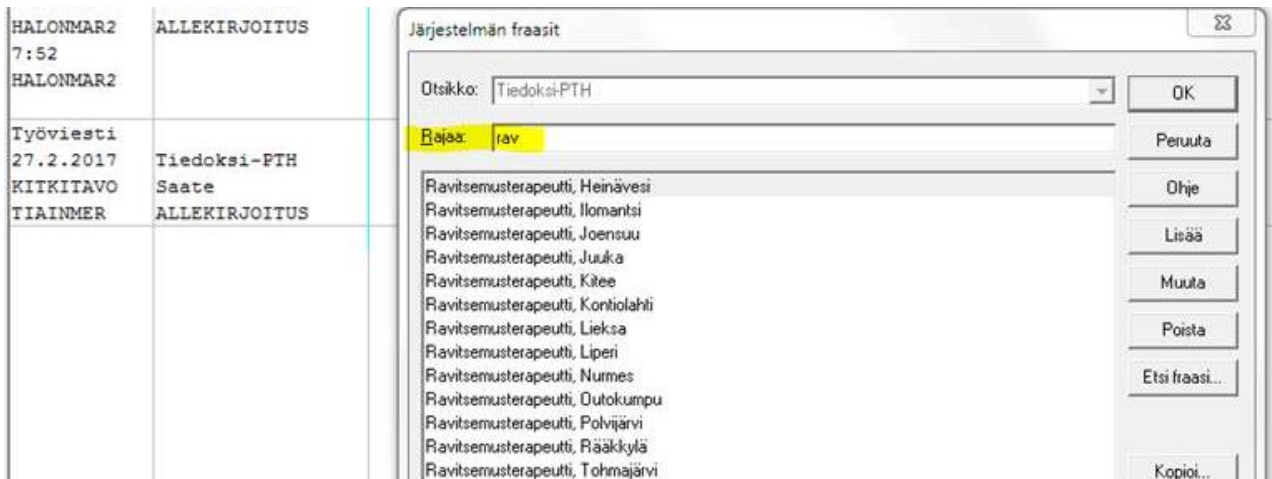 HALONMAR2 ALLEKIRJOITUS
7:52
HALONMAR2
Työviesti
27.2.2017 Tiedoksi-PTH
KITKITAVO Saate
TIAINMER ALLEKIRJOITUS
Järjestelmän fraasit
Otsikko: Tiedoksi-PTH
OK
Rajaa: rav
Peruuta
Ravitsemusterapeutti, Heinävesi
Ravitsemusterapeutti, Ilomantsi
Ravitsemusterapeutti, Joensuu
Ravitsemusterapeutti, Juuka
Ravitsemusterapeutti, Kitee
Ravitsemusterapeutti, Kontiolahti
Ravitsemusterapeutti, Lieksa
Ravitsemusterapeutti, Liperi
Ravitsemusterapeutti, Nurmes
Ravitsemusterapeutti, Outokumpu
Ravitsemusterapeutti, Polvijärvi
Ravitsemusterapeutti, Rääkkylä
Ravitsemusterapeutti, Tohmajärvi
Ohje
Lisää
Muuta
Poista
Etsi fraasi...
Kopioi...